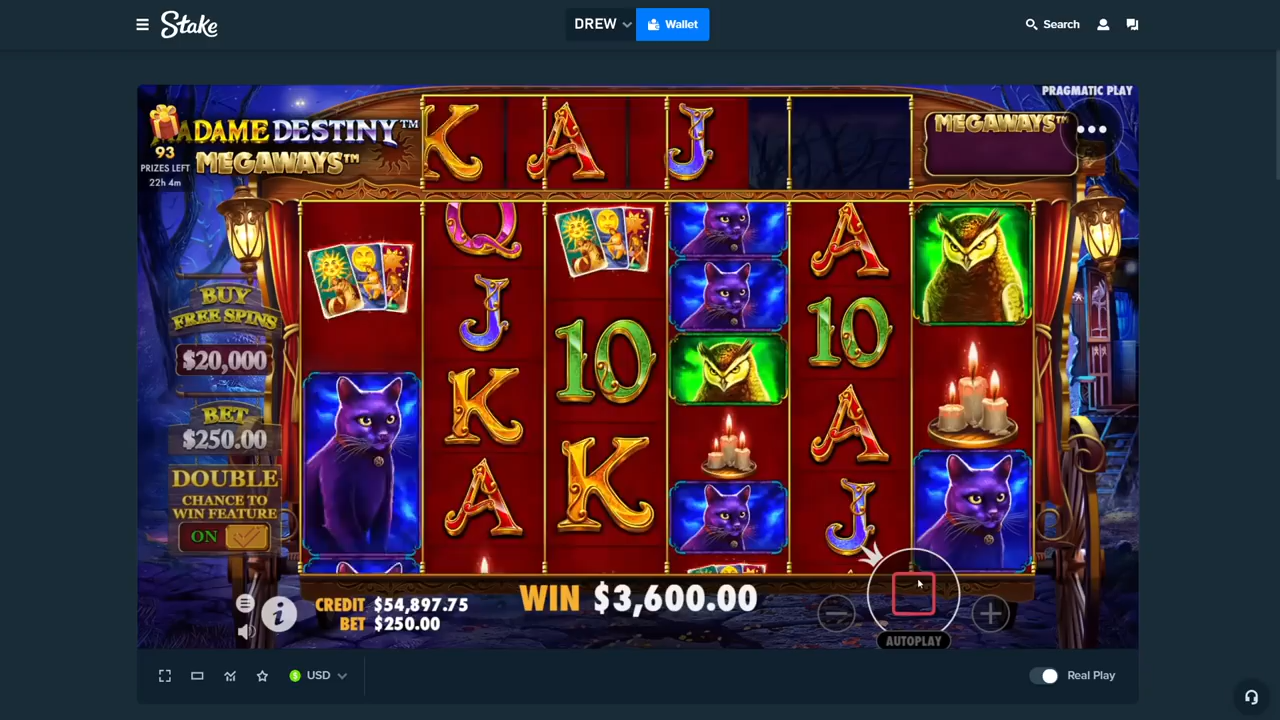 Stake
DREW
Wallet
Search
PRAGMATIC PLAY
ADAME DESTINY™
MEGAWAYS™
93
PRIZES LEFT
22h 4m
K
A
J
MEGAWAYS™
Q
A
J
10
10
K
K
A
A
J
BUY
FREE SPINS
$20,000
BET
$250.00
DOUBLE
CHANCE TO
WIN FEATURE
ON
CREDIT $54,897.75
BET $250.00
WIN $3,600.00
AUTOPLAY
$ USD
Real Play